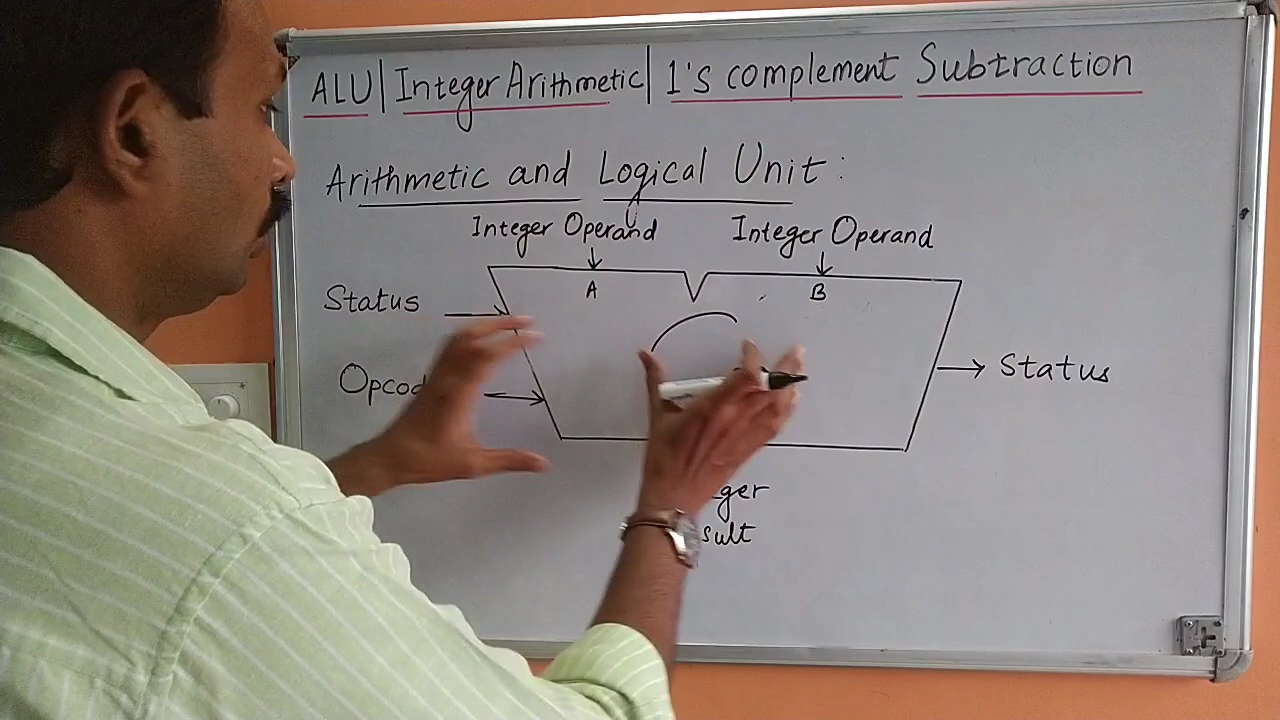 ALU | Integer Arithmetic | 1's complement Subtraction
Arithmetic and Logical Unit :
Integer Operand Integer Operand
A B
Status
Status